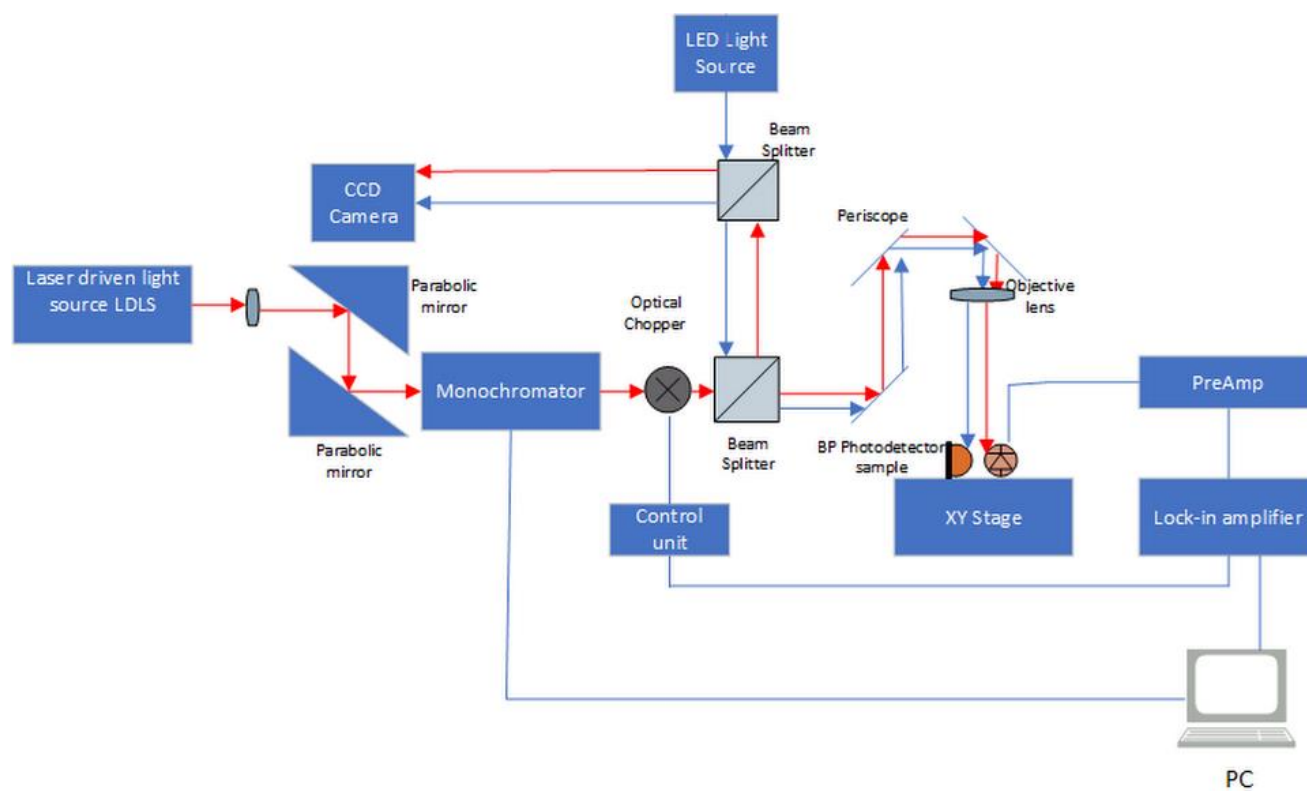 LED Light
Source
Beam
Splitter
CCD
Camera
Periscope
Laser driven light
source LDLS
Parabolic
mirror
Optical
Chopper
Objective
lens
Monochromator
PreAmp
Parabolic
mirror
Beam
Splitter
BP Photodetector
sample
Control
unit
XY Stage
Lock-in amplifier
PC